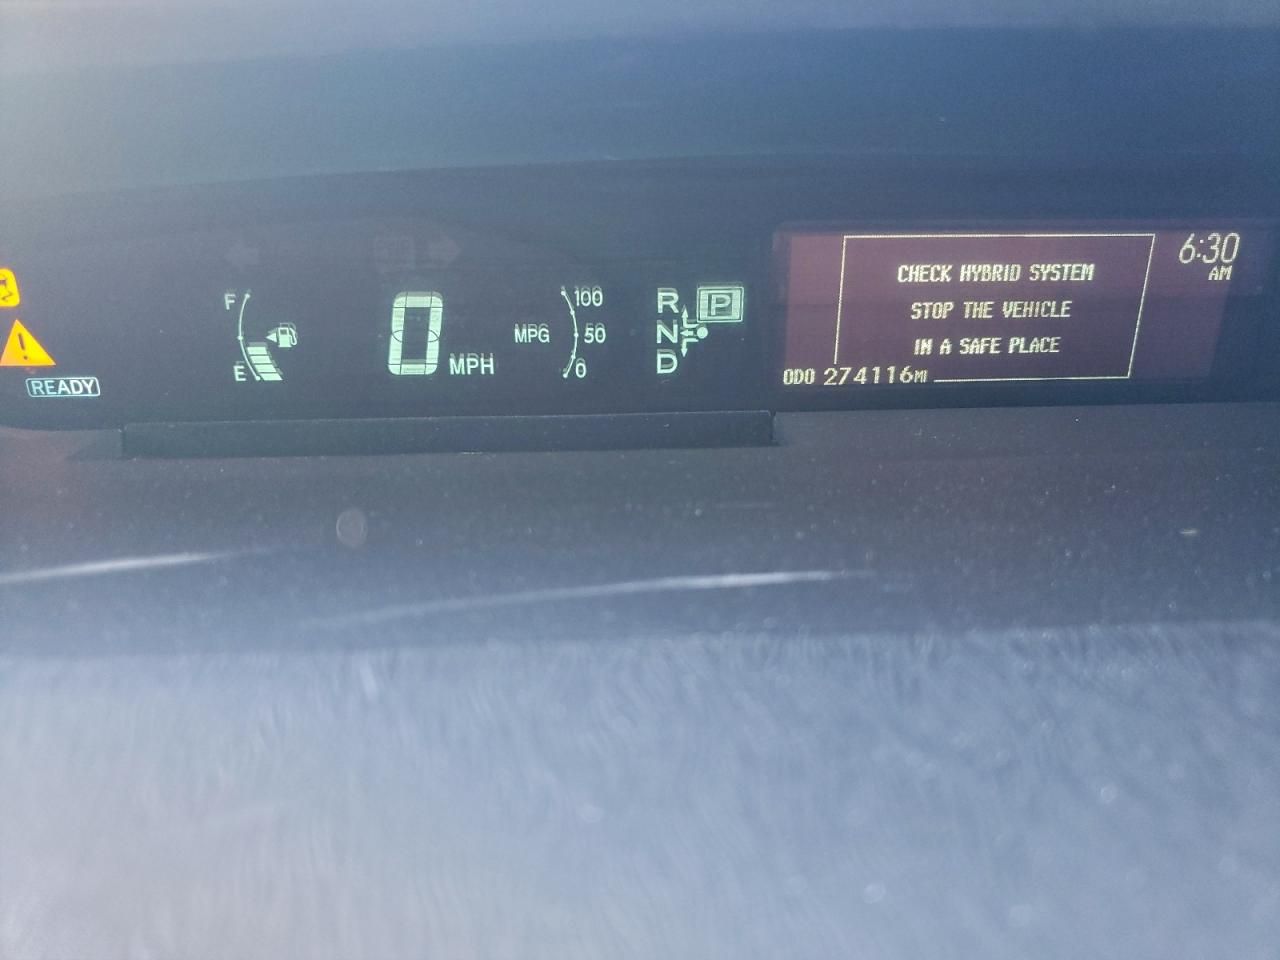 F
E
READY
0
MPH
MPG
100
50
0
R
N
D
P
CHECK HYBRID SYSTEM
STOP THE VEHICLE
IN A SAFE PLACE
6:30
AM
ODO 274116MI